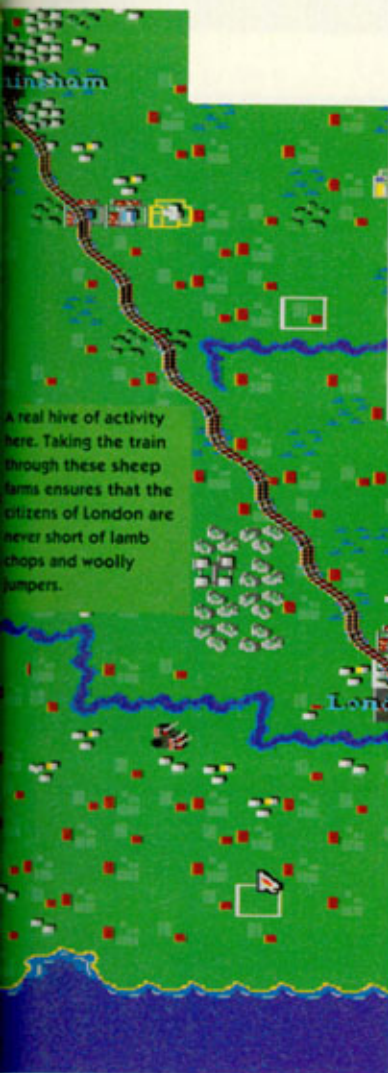 A real hive of activity
here. Taking the train
through these sheep
farms ensures that the
citizens of London are
never short of lamb
chops and woolly
jumpers.